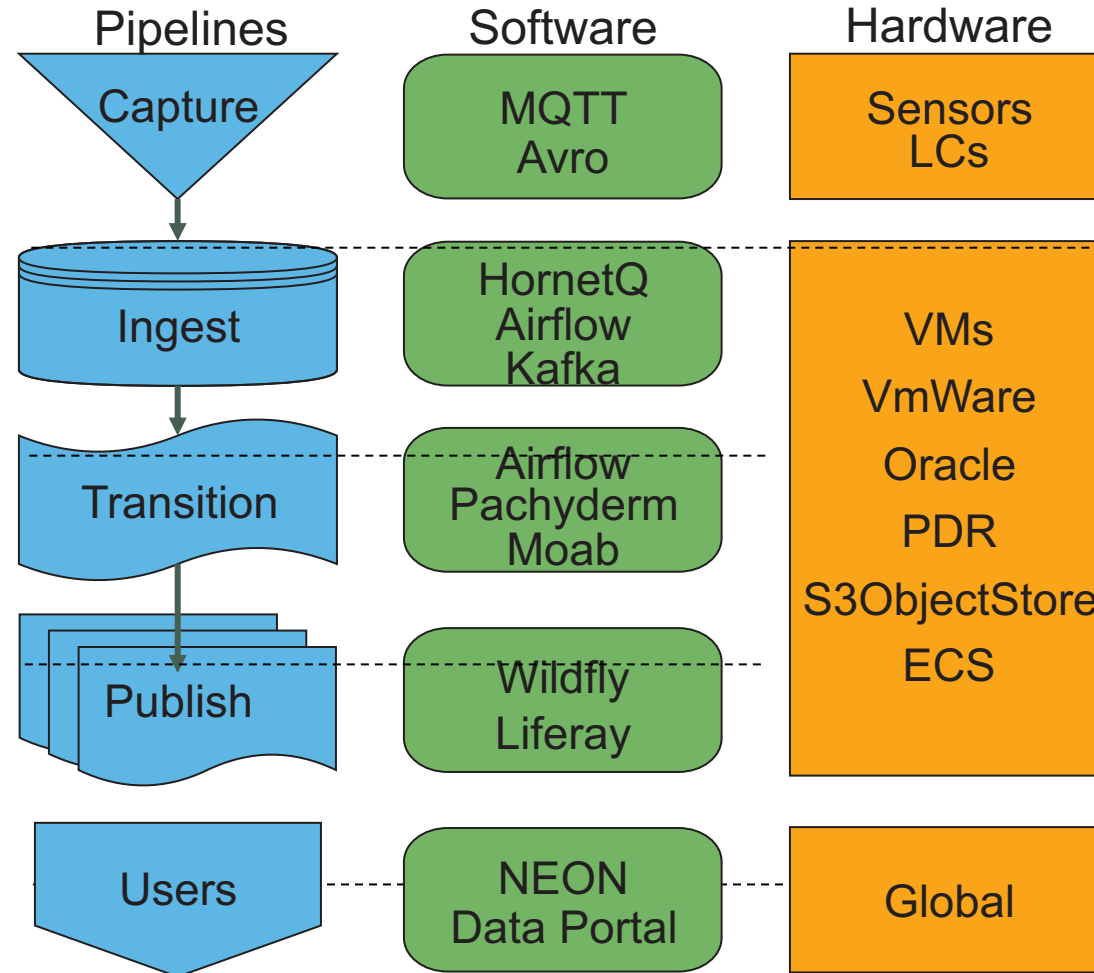 Pipelines
Software
Hardware
Capture
MQTT
Avro
Sensors
LCs
Ingest
HornetQ
Airflow
Kafka
Transition
Airflow
Pachyderm
Moab
Publish
Wildfly
Liferay
VMs
VmWare
Oracle
PDR
S3ObjectStore
ECS
Users
NEON
Data Portal
Global